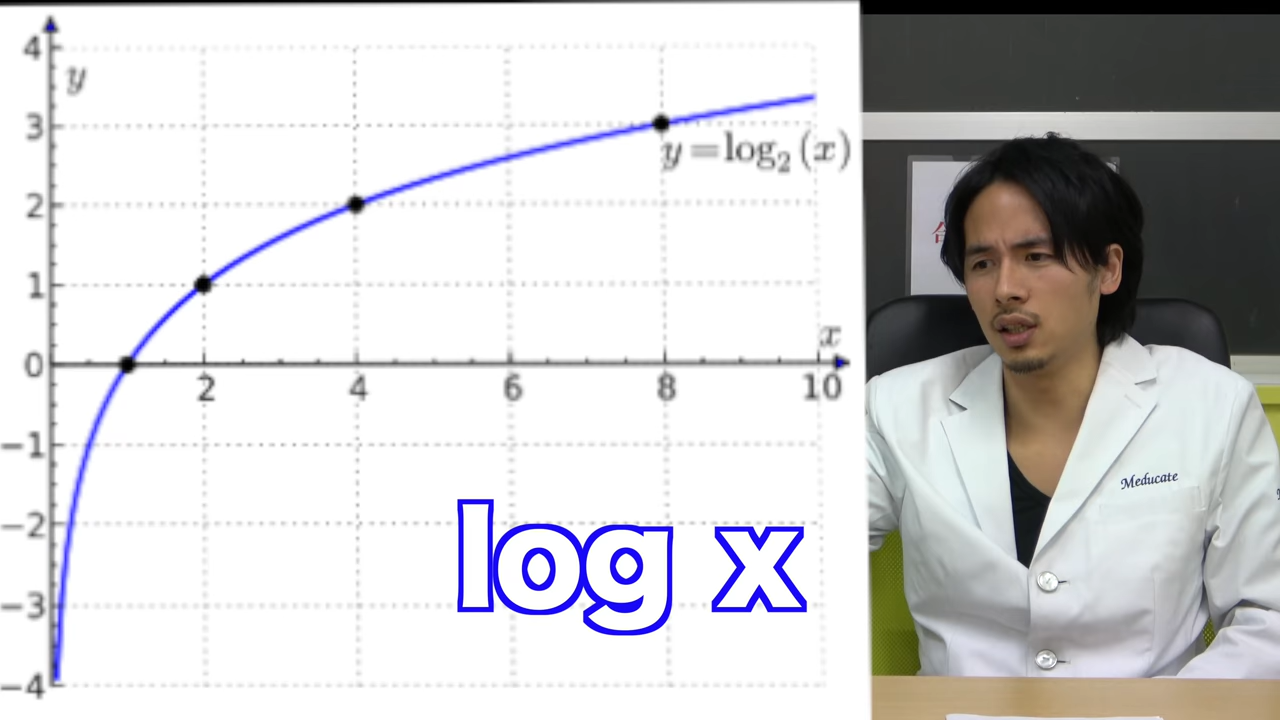 4
y
3
y=log₂(x)
2
1
x
0
2 4 6 8 10
−1
−2
log x
−3
−4
Meducate